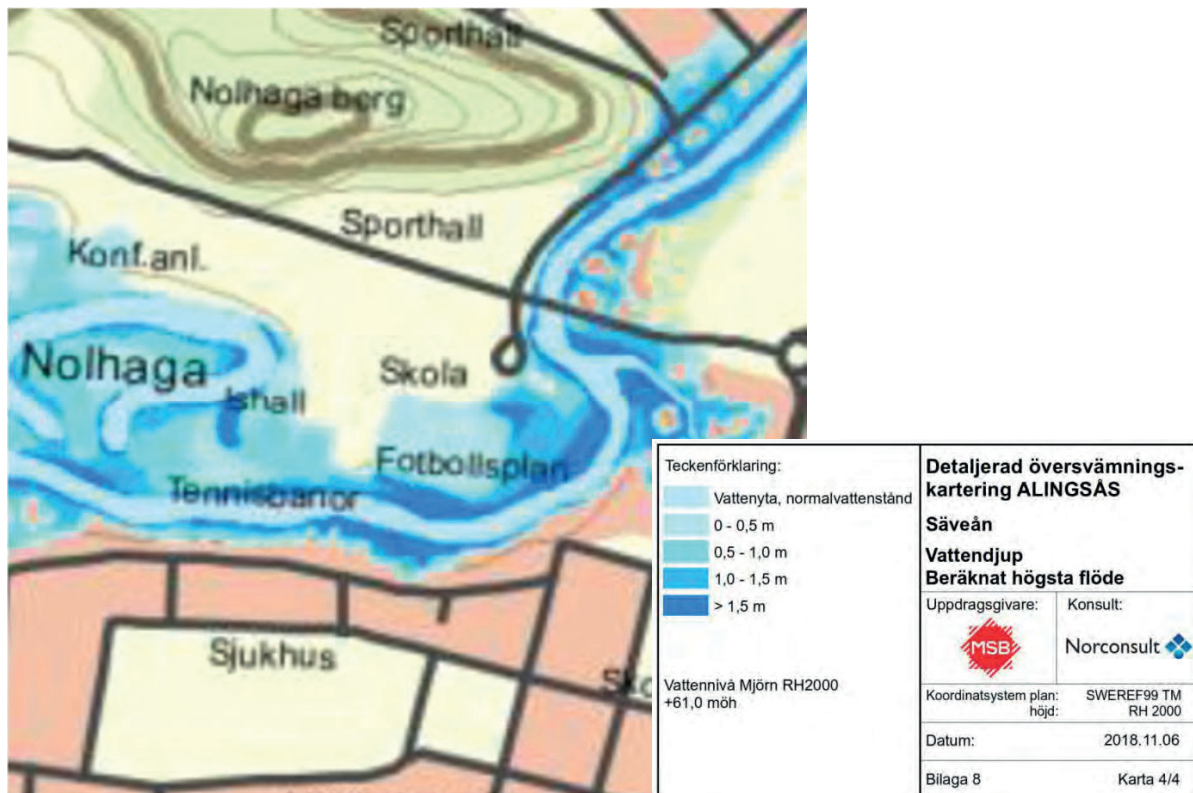 Sporthall
Nolhaga berg
Sporthall
Konf.anl.
Nolhaga
Skola
Ishall
Fotbollsplan
Tennisbanor
Sjukhus
Teckenförklaring:
Vattenyta, normalvattenstånd
0 - 0,5 m
0,5 - 1,0 m
1,0 - 1,5 m
> 1,5 m
Vattennivå Mjörn RH2000
+61,0 möh
Detaljerad översvämnings-
kartering ALINGSÅS
Säveån
Vattendjup
Beräknat högsta flöde
Uppdragsgivare:
MSB
Konsult:
Norconsult
Koordinatsystem plan: SWEREF99 TM
höjd: RH 2000
Datum: 2018.11.06
Bilaga 8 Karta 4/4